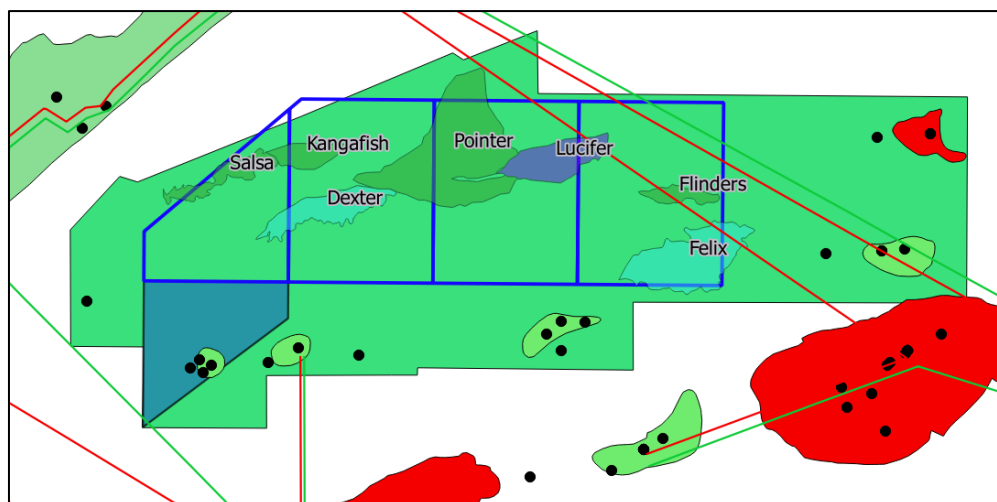 Kangafish
Pointer
Lucifer
Salsa
Dexter
Flinders
Felix